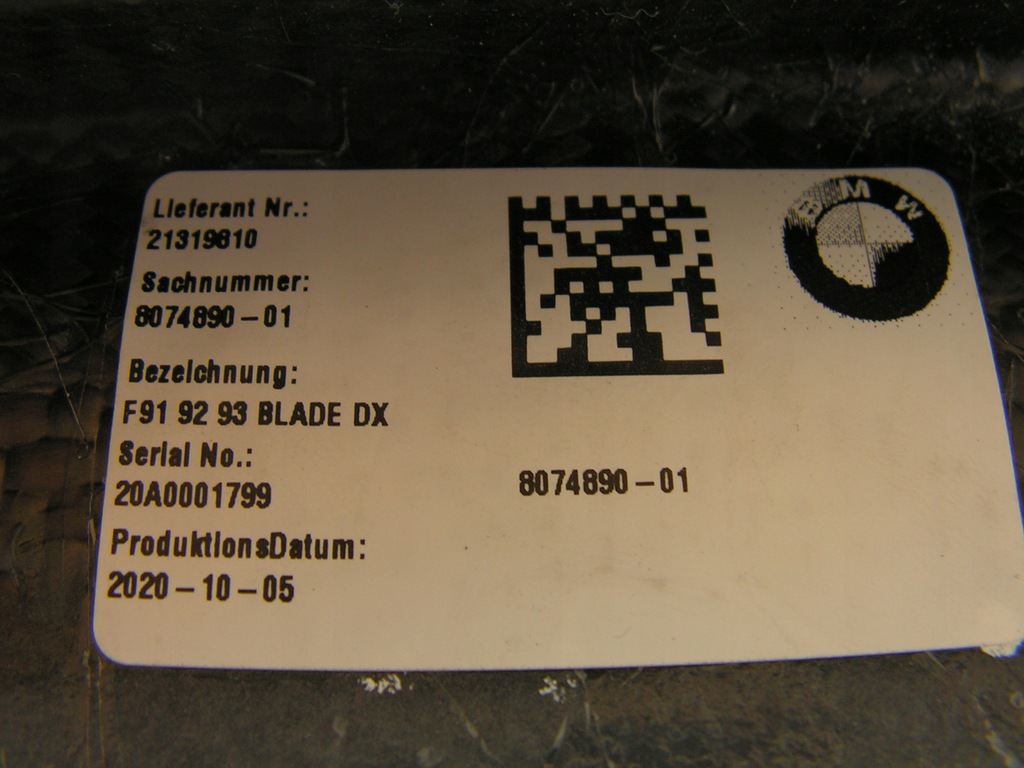 Lieferant Nr.:
21319810
Sachnummer:
8074890-01
Bezeichnung:
F91 92 93 BLADE DX
Serial No.:
20A0001799
8074890-01
ProduktionsDatum:
2020-10-05
BMW